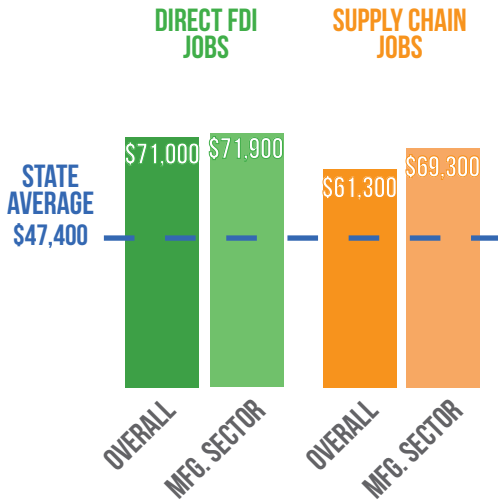 DIRECT FDI
JOBS
SUPPLY CHAIN
JOBS
$71,000
$71,900
$61,300
$69,300
STATE
AVERAGE
$47,400
OVERALL
MFG. SECTOR
OVERALL
MFG. SECTOR